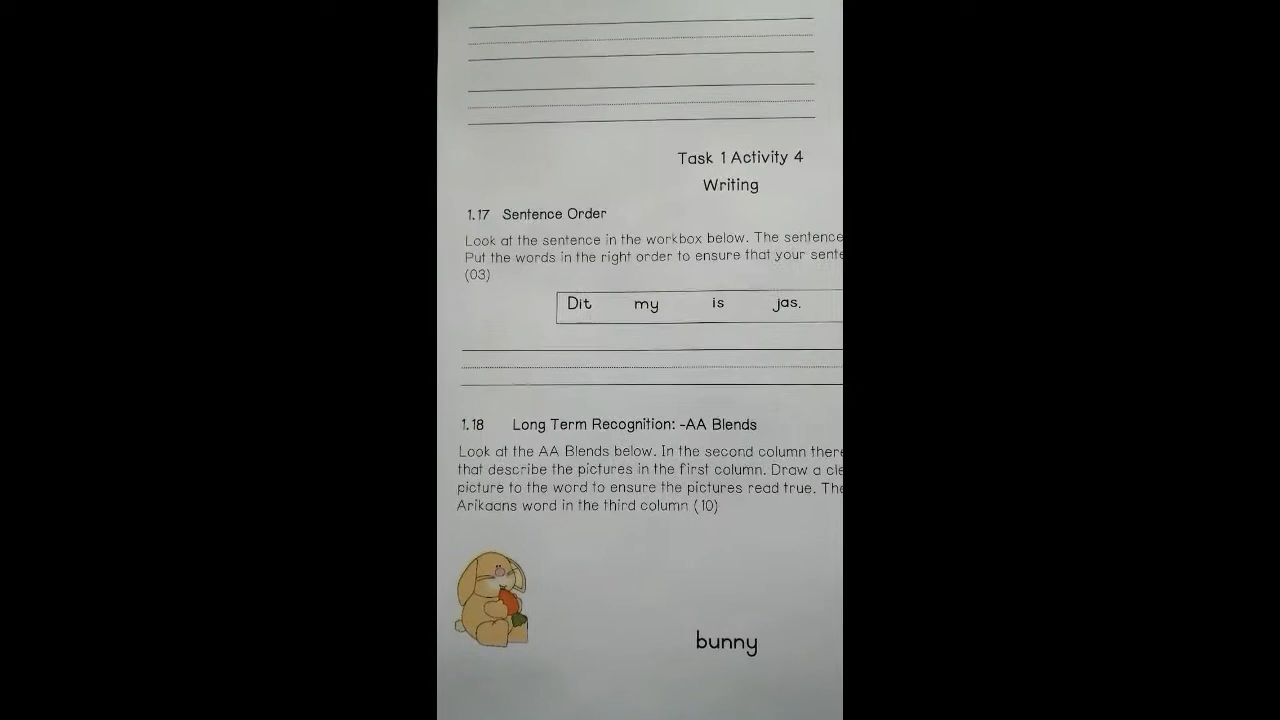 Task 1 Activity 4
Writing
1.17 Sentence Order
Look at the sentence in the workbox below. The sentence
Put the words in the right order to ensure that your sente
(03)
Dit my is jas.
1.18 Long Term Recognition: -AA Blends
Look at the AA Blends below. In the second column there
that describe the pictures in the first column. Draw a cle
picture to the word to ensure the pictures read true. The
Arikaans word in the third column (10)
bunny